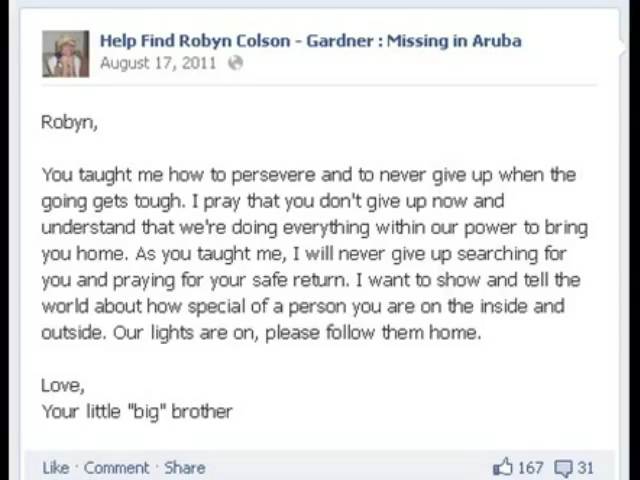 Help Find Robyn Colson - Gardner : Missing in Aruba
August 17, 2011
Robyn,
You taught me how to persevere and to never give up when the
going gets tough. I pray that you don't give up now and
understand that we're doing everything within our power to bring
you home. As you taught me, I will never give up searching for
you and praying for your safe return. I want to show and tell the
world about how special of a person you are on the inside and
outside. Our lights are on, please follow them home.
Love,
Your little "big" brother
Like · Comment · Share 167 31